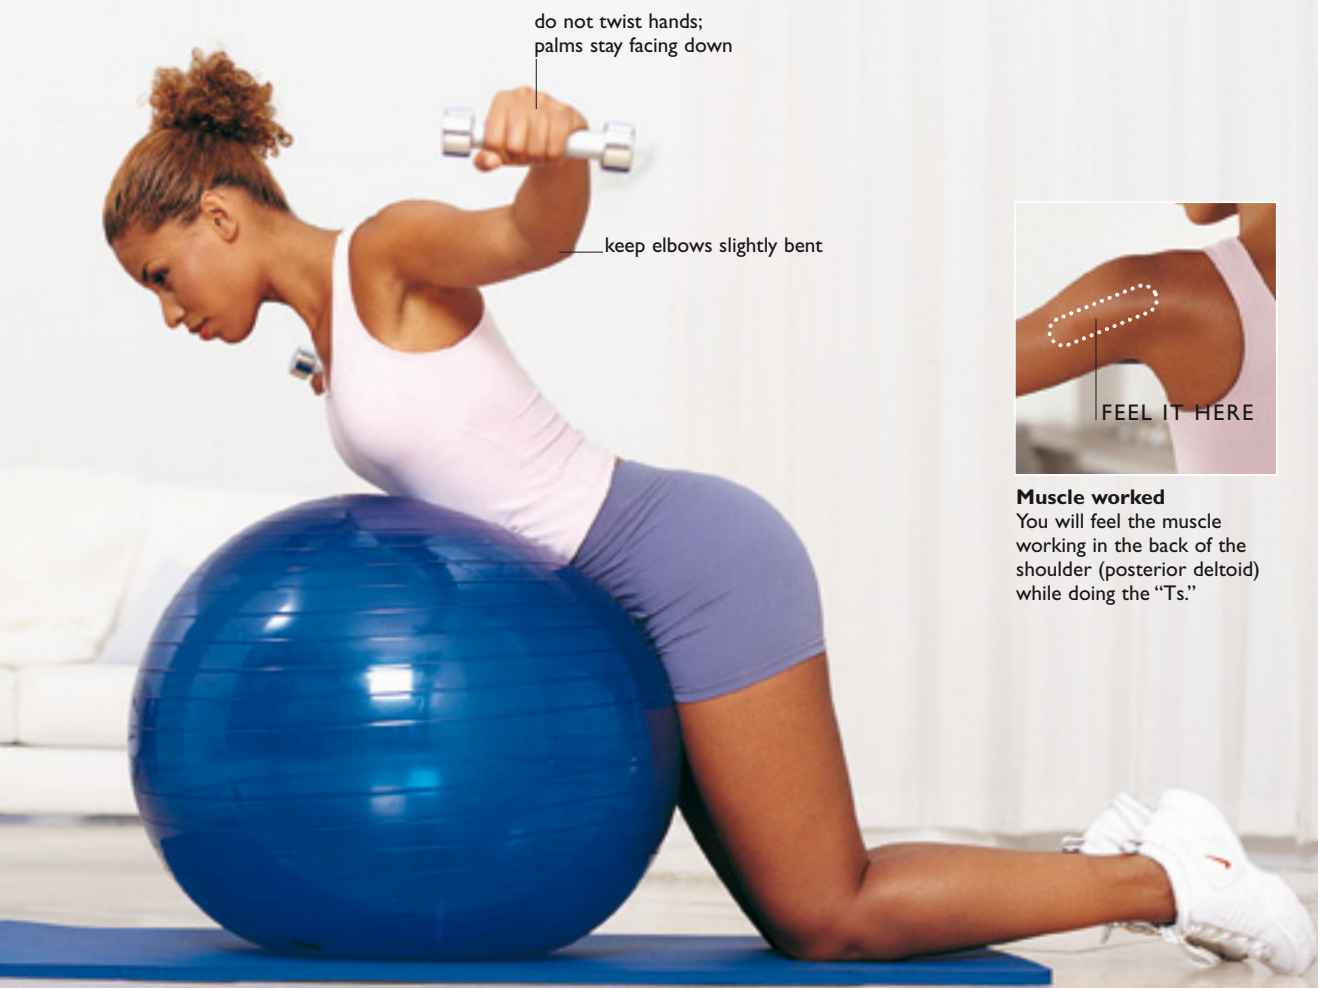 do not twist hands;
palms stay facing down
keep elbows slightly bent
FEEL IT HERE
Muscle worked
You will feel the muscle
working in the back of the
shoulder (posterior deltoid)
while doing the “Ts.”